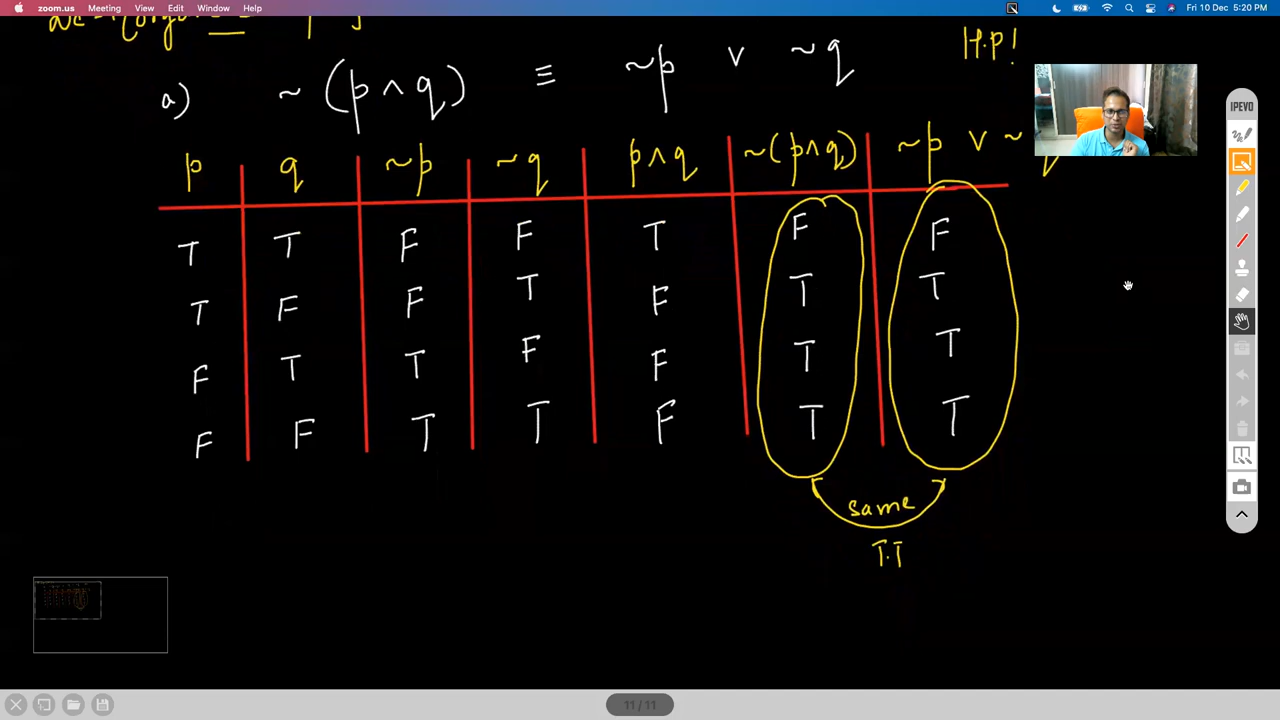 zoom.us Meeting View Edit Window Help Fri 10 Dec 5:20 PM
H.P!
a) ~(p∧q) ≡ ~p ∨ ~q
IPEVO
p q ~p ~q p∧q ~(p∧q) ~p ∨ ~q
T T F F T F F
T F F T F T T
F T T F F T T
F F T T F T T
same
T.T
11 / 11